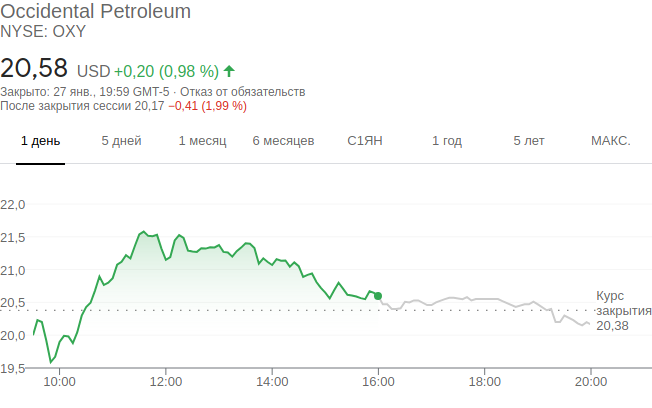 Occidental Petroleum
NYSE: OXY
20,58 USD +0,20 (0,98 %)
Закрыто: 27 янв., 19:59 GMT-5 · Отказ от обязательств
После закрытия сессии 20,17 −0,41 (1,99 %)
1 день 5 дней 1 месяц 6 месяцев С1ЯН 1 год 5 лет МАКС.
22,0
21,5
21,0
20,5
20,0
19,5
Курс
закрытия
20,38
10:00 12:00 14:00 16:00 18:00 20:00